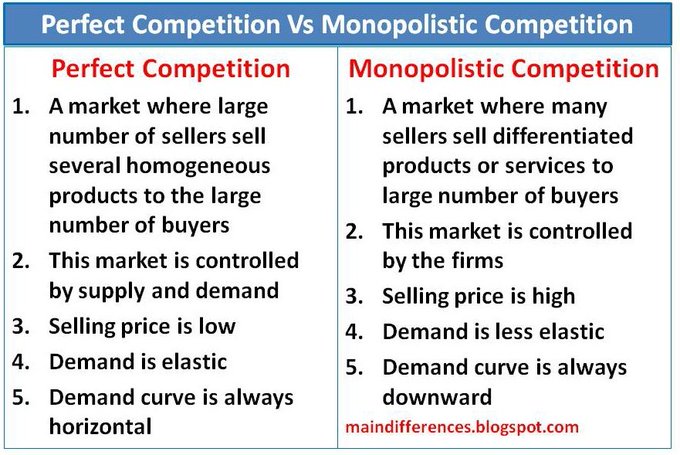 Perfect Competition Vs Monopolistic Competition
Perfect Competition
1. A market where large
number of sellers sell
several homogeneous
products to the large
number of buyers
2. This market is controlled
by supply and demand
3. Selling price is low
4. Demand is elastic
5. Demand curve is always
horizontal
Monopolistic Competition
1. A market where many
sellers sell differentiated
products or services to
large number of buyers
2. This market is controlled
by the firms
3. Selling price is high
4. Demand is less elastic
5. Demand curve is always
downward
maindifferences.blogspot.com